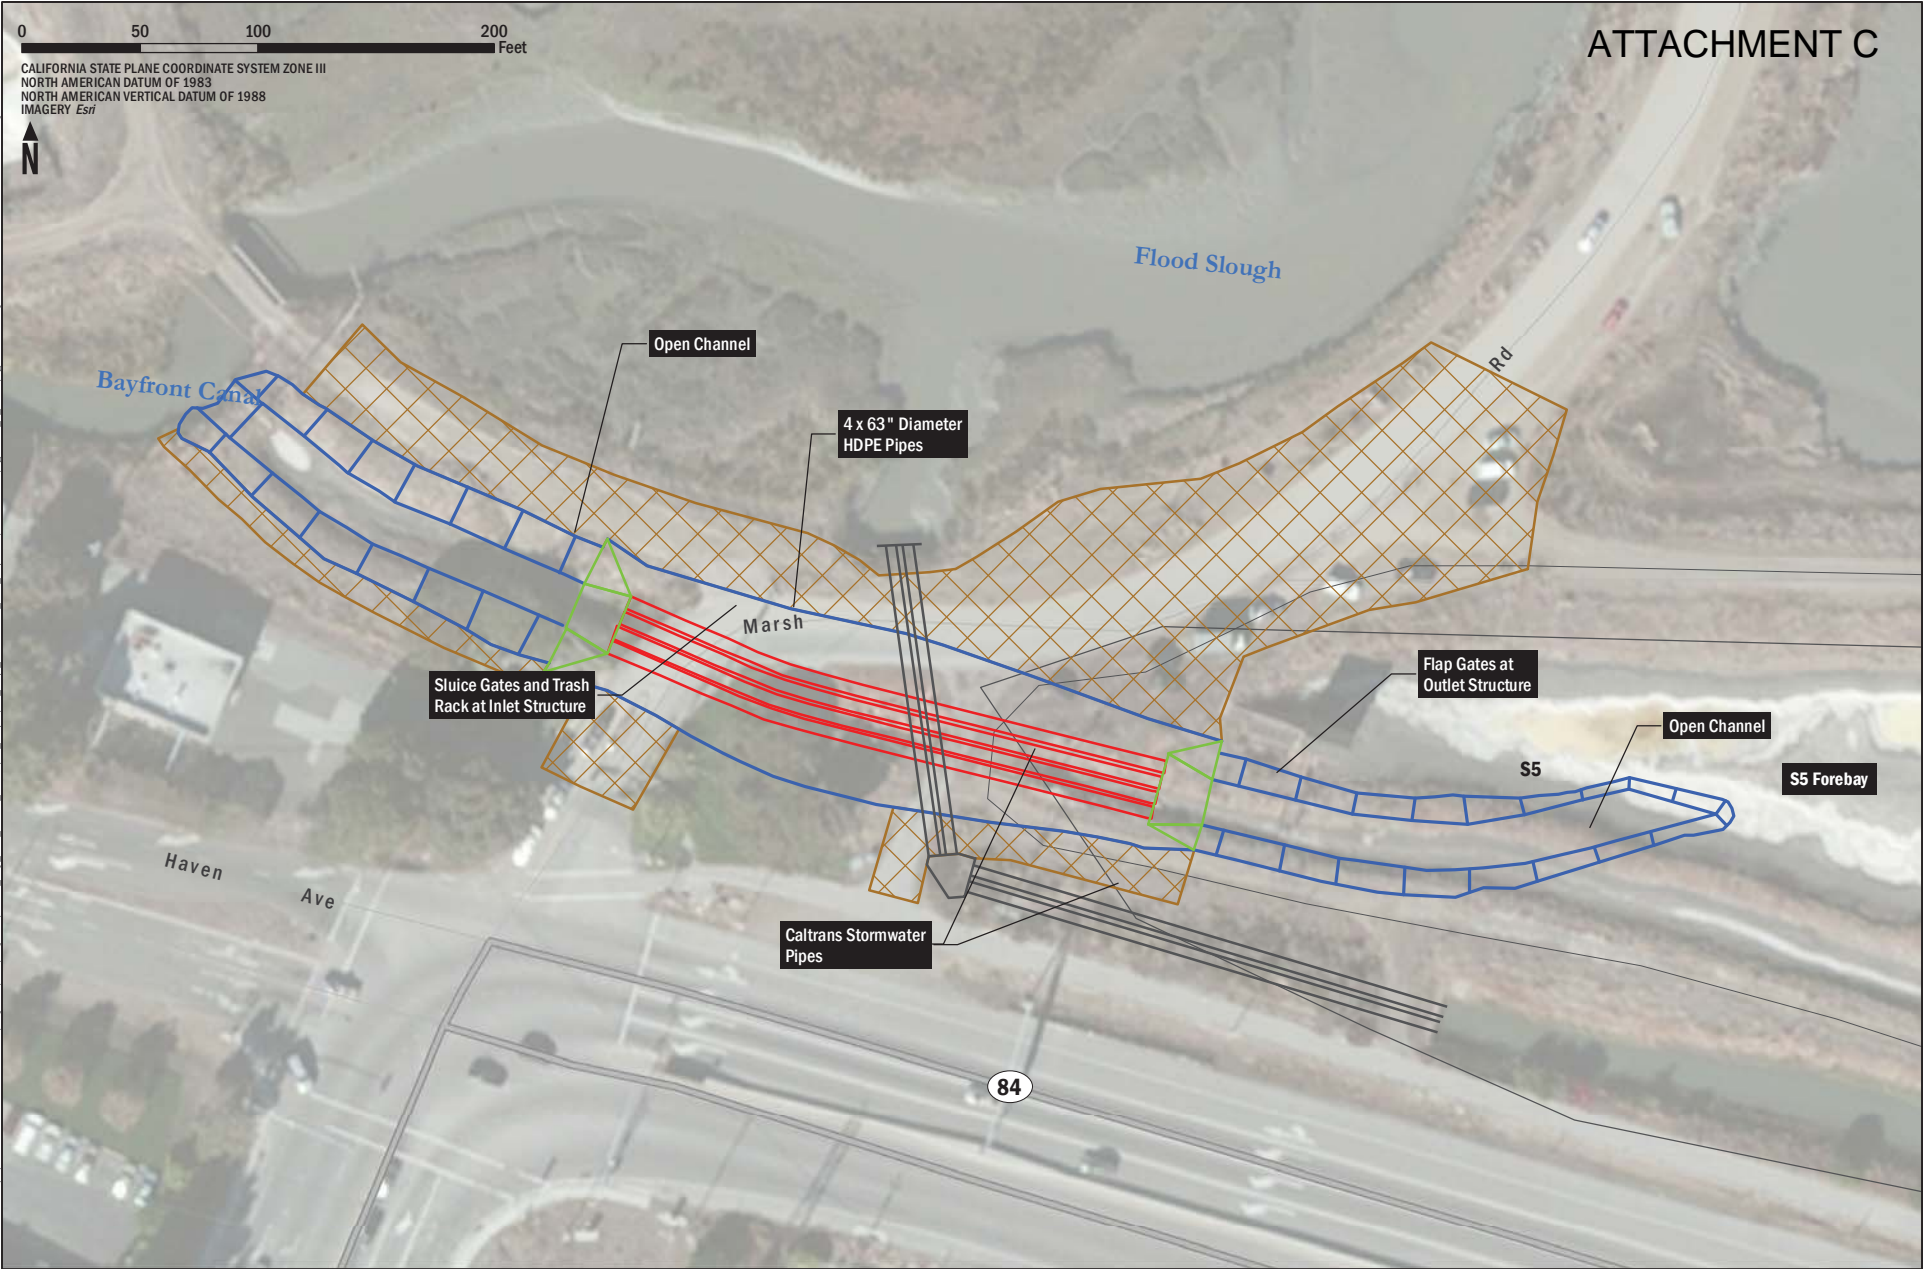 0 50 100 200
Feet
CALIFORNIA STATE PLANE COORDINATE SYSTEM ZONE III
NORTH AMERICAN DATUM OF 1983
NORTH AMERICAN VERTICAL DATUM OF 1988
IMAGERY Esri
N
ATTACHMENT C
Flood Slough
Open Channel
Rd
Bayfront Canal
4 x 63" Diameter
HDPE Pipes
Marsh
Sluice Gates and Trash
Rack at Inlet Structure
Flap Gates at
Outlet Structure
Open Channel
S5
S5 Forebay
Haven
Ave
Caltrans Stormwater
Pipes
84